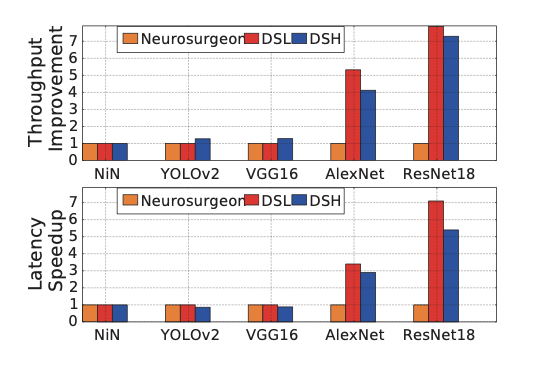 Throughput
Improvement
Neurosurgeon DSL DSH
7
6
5
4
3
2
1
0
NiN YOLOv2 VGG16 AlexNet ResNet18
Latency
Speedup
Neurosurgeon DSL DSH
7
6
5
4
3
2
1
0
NiN YOLOv2 VGG16 AlexNet ResNet18